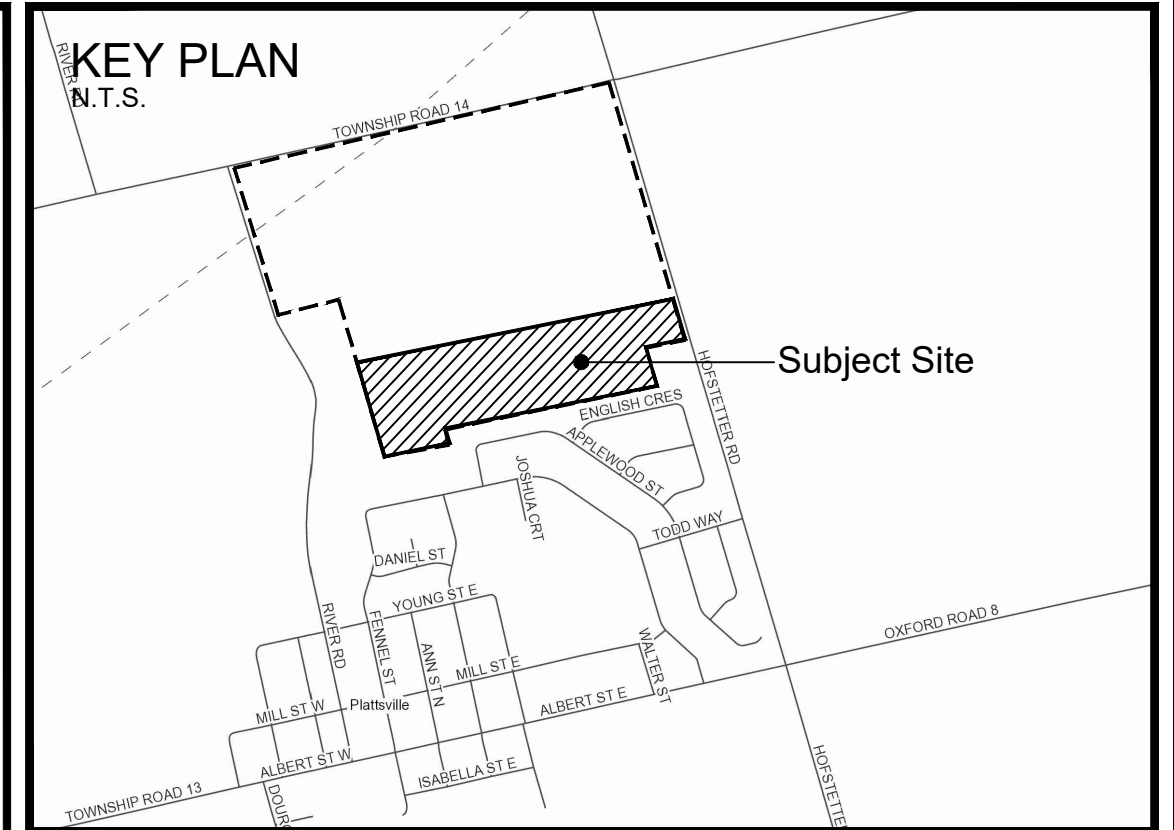 KEY PLAN
N.T.S.
TOWNSHIP ROAD 14
Subject Site
HOFSTETTER RD
ENGLISH CRES
APPLEWOOD ST
JOSHUA CRT
TODD WAY
DANIEL ST
YOUNG ST E
RIVER RD
FENNEL ST
ANN ST N
MILL ST E
WALTER ST
OXFORD ROAD 8
MILL ST W
Plattsville
ALBERT ST E
ALBERT ST W
ISABELLA ST E
TOWNSHIP ROAD 13